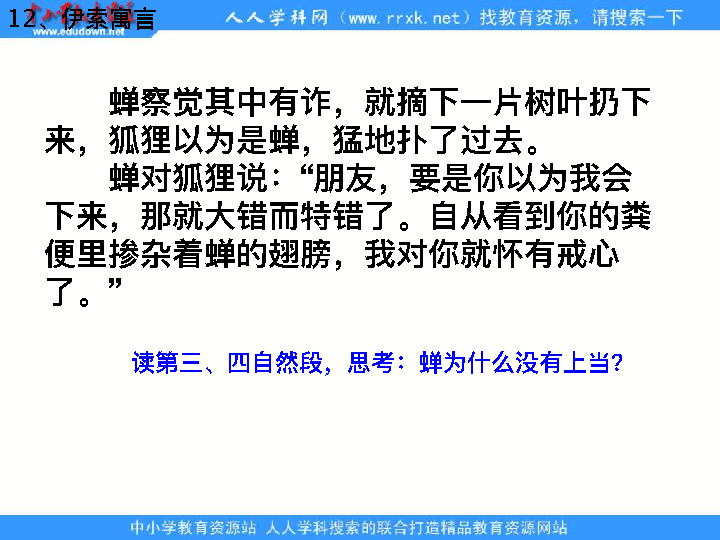 12、伊索寓言
www.edudown.net
人人学科网（www.rrxk.net）找教育资源，请搜索一下
蝉察觉其中有诈，就摘下一片树叶扔下
来，狐狸以为是蝉，猛地扑了过去。
蝉对狐狸说：“朋友，要是你以为我会
下来，那就大错而特错了。自从看到你的粪
便里掺杂着蝉的翅膀，我对你就怀有戒心
了。”
读第三、四自然段，思考：蝉为什么没有上当?
中小学教育资源站 人人学科搜索的联合打造精品教育资源网站